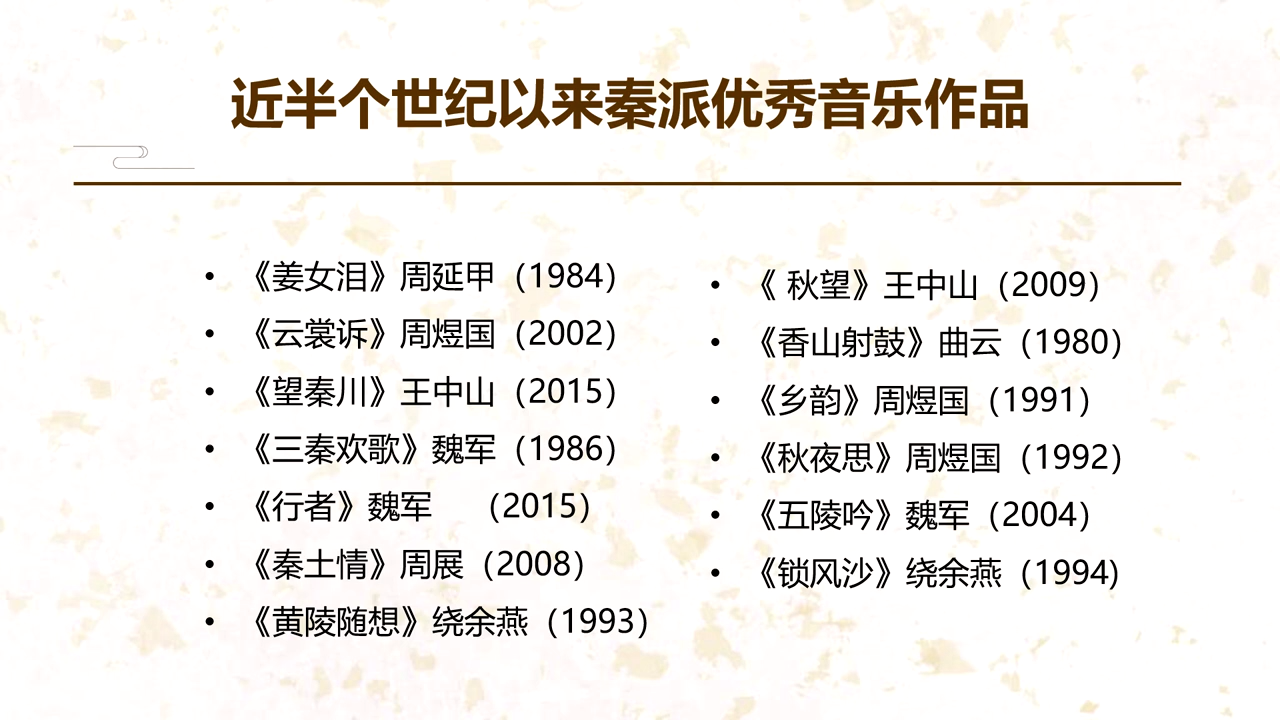 近半个世纪以来秦派优秀音乐作品
• 《姜女泪》周延甲（1984）
• 《云裳诉》周煜国（2002）
• 《望秦川》王中山（2015）
• 《三秦欢歌》魏军（1986）
• 《行者》魏军　（2015）
• 《秦土情》周展（2008）
• 《黄陵随想》绕余燕（1993）
• 《 秋望》王中山（2009）
• 《香山射鼓》曲云（1980）
• 《乡韵》周煜国（1991）
• 《秋夜思》周煜国（1992）
• 《五陵吟》魏军（2004）
• 《锁风沙》绕余燕（1994)